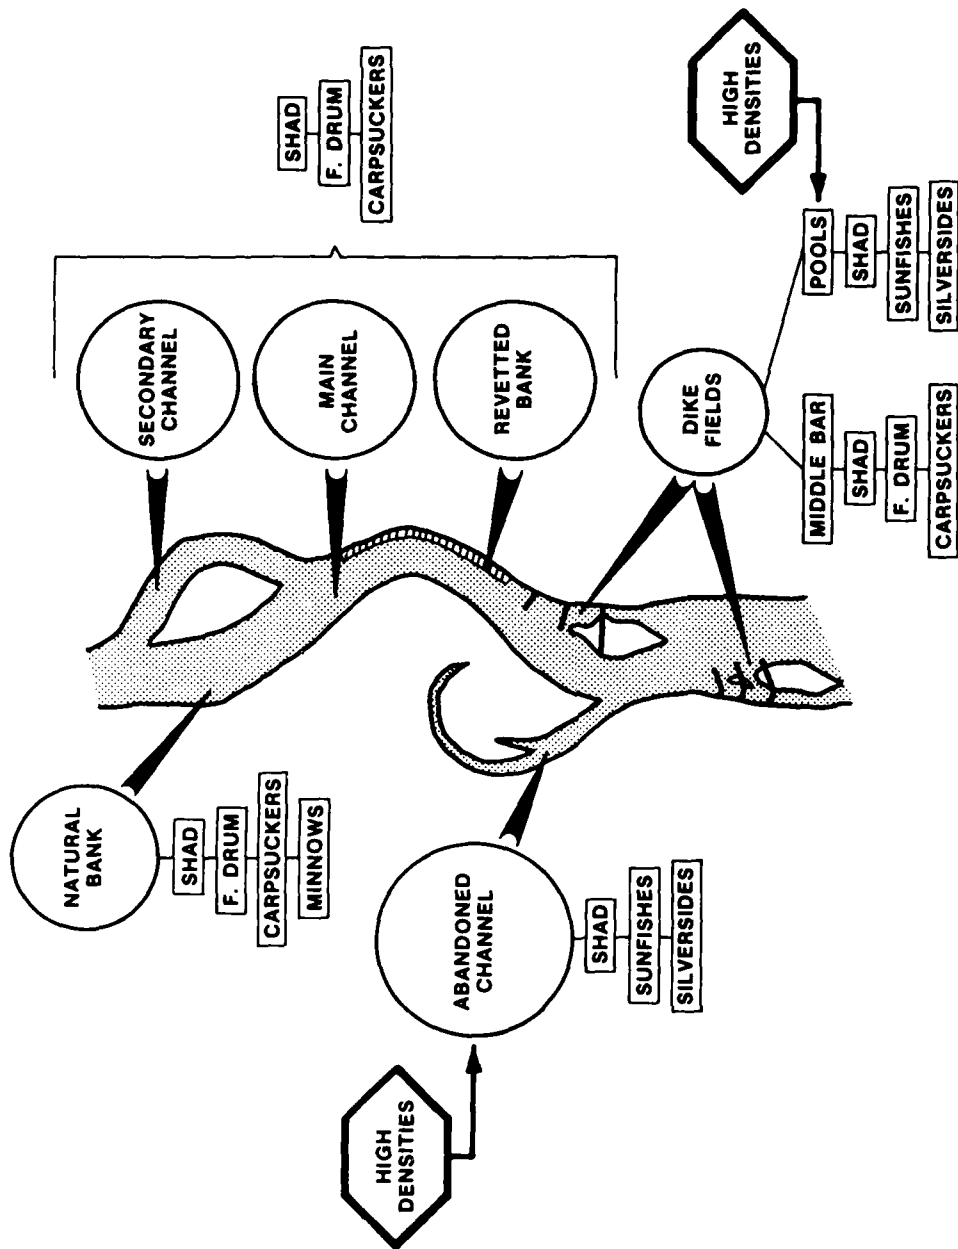 NATURAL
BANK
SHAD
F. DRUM
CARPSUCKERS
MINNOWS
SECONDARY
CHANNEL
MAIN
CHANNEL
REVETTED
BANK
SHAD
F. DRUM
CARPSUCKERS
HIGH
DENSITIES
ABANDONED
CHANNEL
SHAD
SUNFISHES
SILVERSIDES
DIKE
FIELDS
MIDDLE BAR
SHAD
F. DRUM
CARPSUCKERS
POOLS
SHAD
SUNFISHES
SILVERSIDES
HIGH
DENSITIES